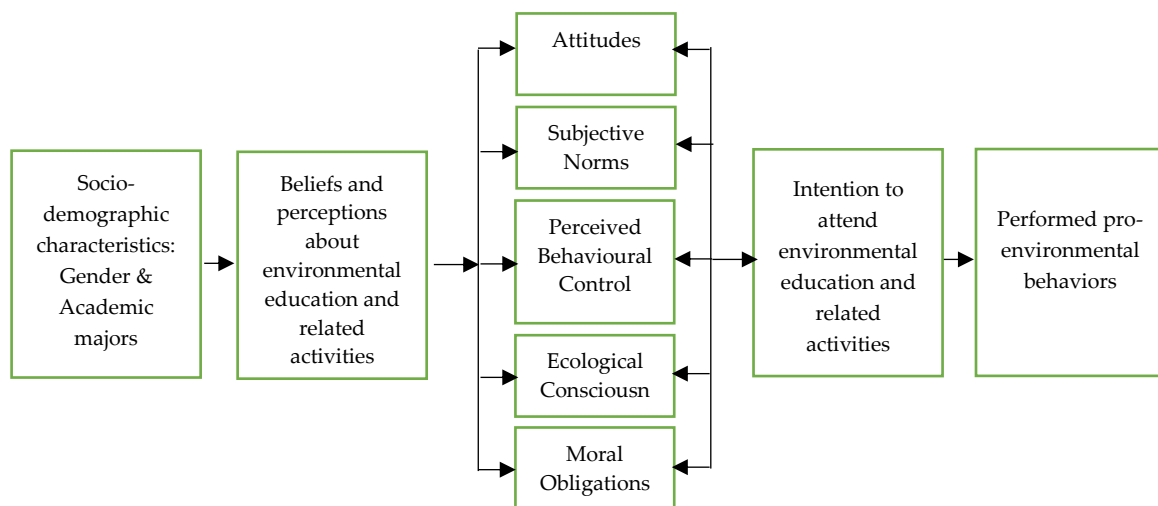 Socio-
demographic
characteristics:
Gender &
Academic
majors
Beliefs and
perceptions
about
environmental
education and
related
activities
Attitudes
Subjective
Norms
Perceived
Behavioural
Control
Ecological
Consciousn
Moral
Obligations
Intention to
attend
environmental
education and
related
activities
Performed pro-
environmental
behaviors